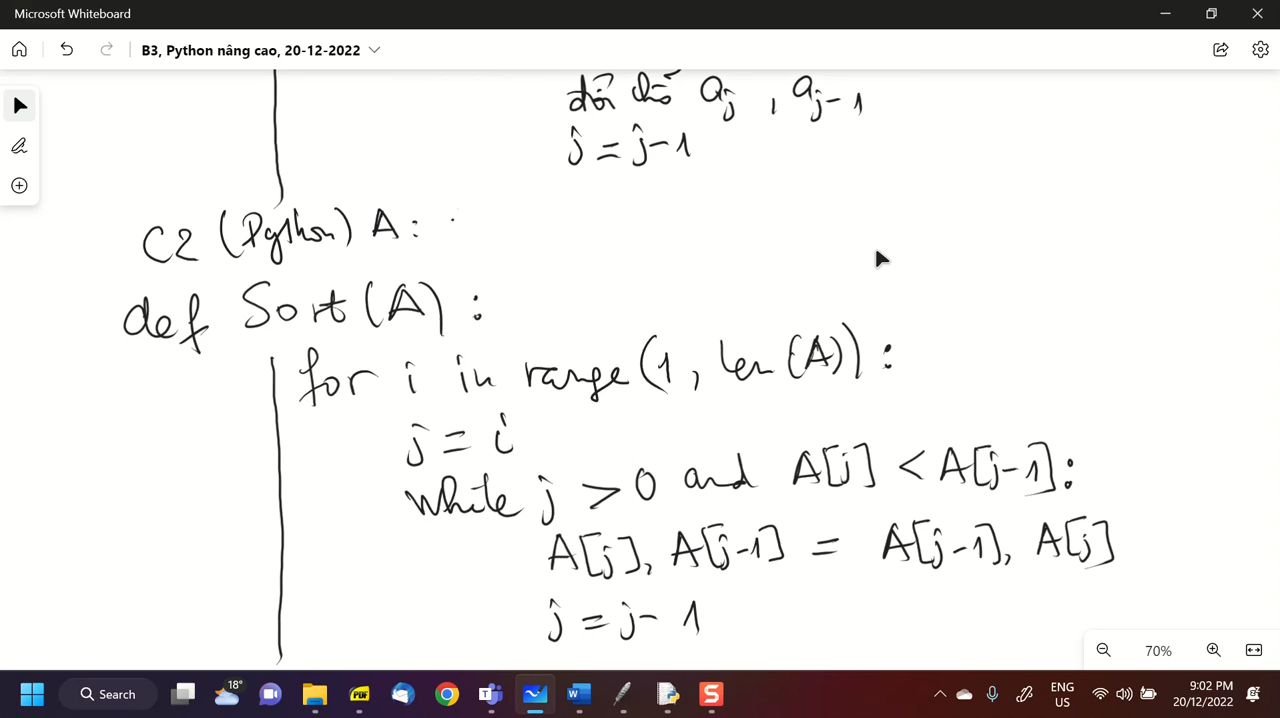 Microsoft Whiteboard
B3, Python nâng cao, 20-12-2022
đổi chỗ aj , aj-1
j = j-1
C2 (Python) A:
def Sort(A):
for i in range(1, len(A)):
j = i
while j > 0 and A[j] < A[j-1]:
A[j], A[j-1] = A[j-1], A[j]
j = j-1
70%
Search
18°
PDF
W
S
ENG
US
9:02 PM
20/12/2022